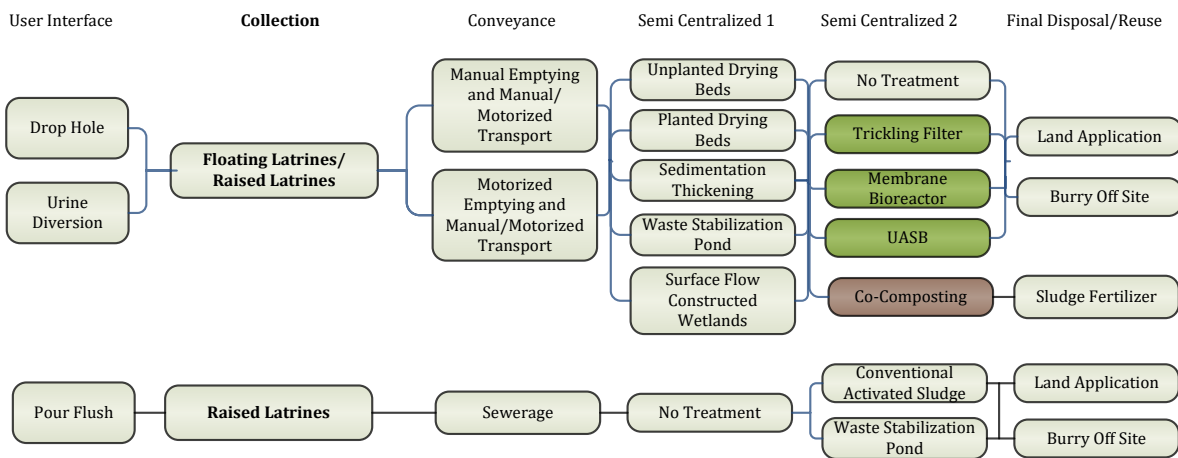 User Interface
Collection
Conveyance
Semi Centralized 1
Semi Centralized 2
Final Disposal/Reuse
Drop Hole
Urine
Diversion
Floating Latrines/
Raised Latrines
Manual Emptying
and Manual/
Motorized
Transport
Motorized
Emptying and
Manual/Motorized
Transport
Unplanted Drying
Beds
Planted Drying
Beds
Sedimentation
Thickening
Waste Stabilization
Pond
Surface Flow
Constructed
Wetlands
No Treatment
Trickling Filter
Membrane
Bioreactor
UASB
Co-Composting
Land Application
Burry Off Site
Sludge Fertilizer
Pour Flush
Raised Latrines
Sewerage
No Treatment
Conventional
Activated Sludge
Waste Stabilization
Pond
Land Application
Burry Off Site